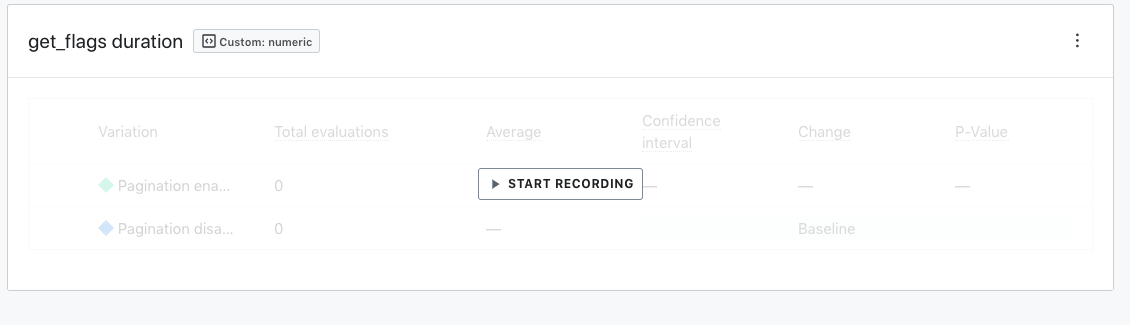 get_flags duration Custom: numeric
Variation Total evaluations Average Confidence interval Change P-Value
Pagination ena... 0 — — —
START RECORDING
Pagination disa... 0 — Baseline